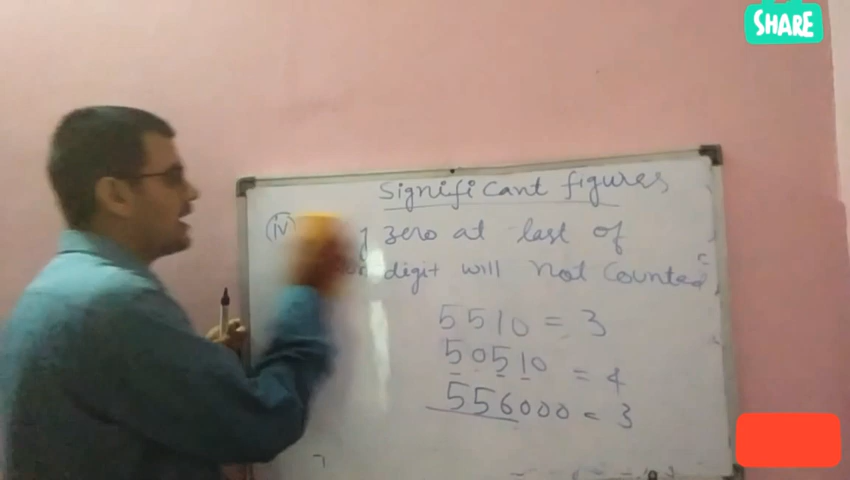 SHARE
Significant figures
(iv) zero at last of
digit will not counted
5510 = 3
50510 = 4
556000 = 3